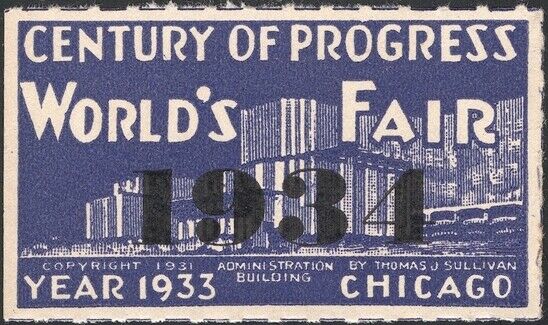 CENTURY OF PROGRESS
WORLD'S FAIR
1934
COPYRIGHT 1931 ADMINISTRATION BUILDING BY THOMAS J SULLIVAN
YEAR 1933 CHICAGO